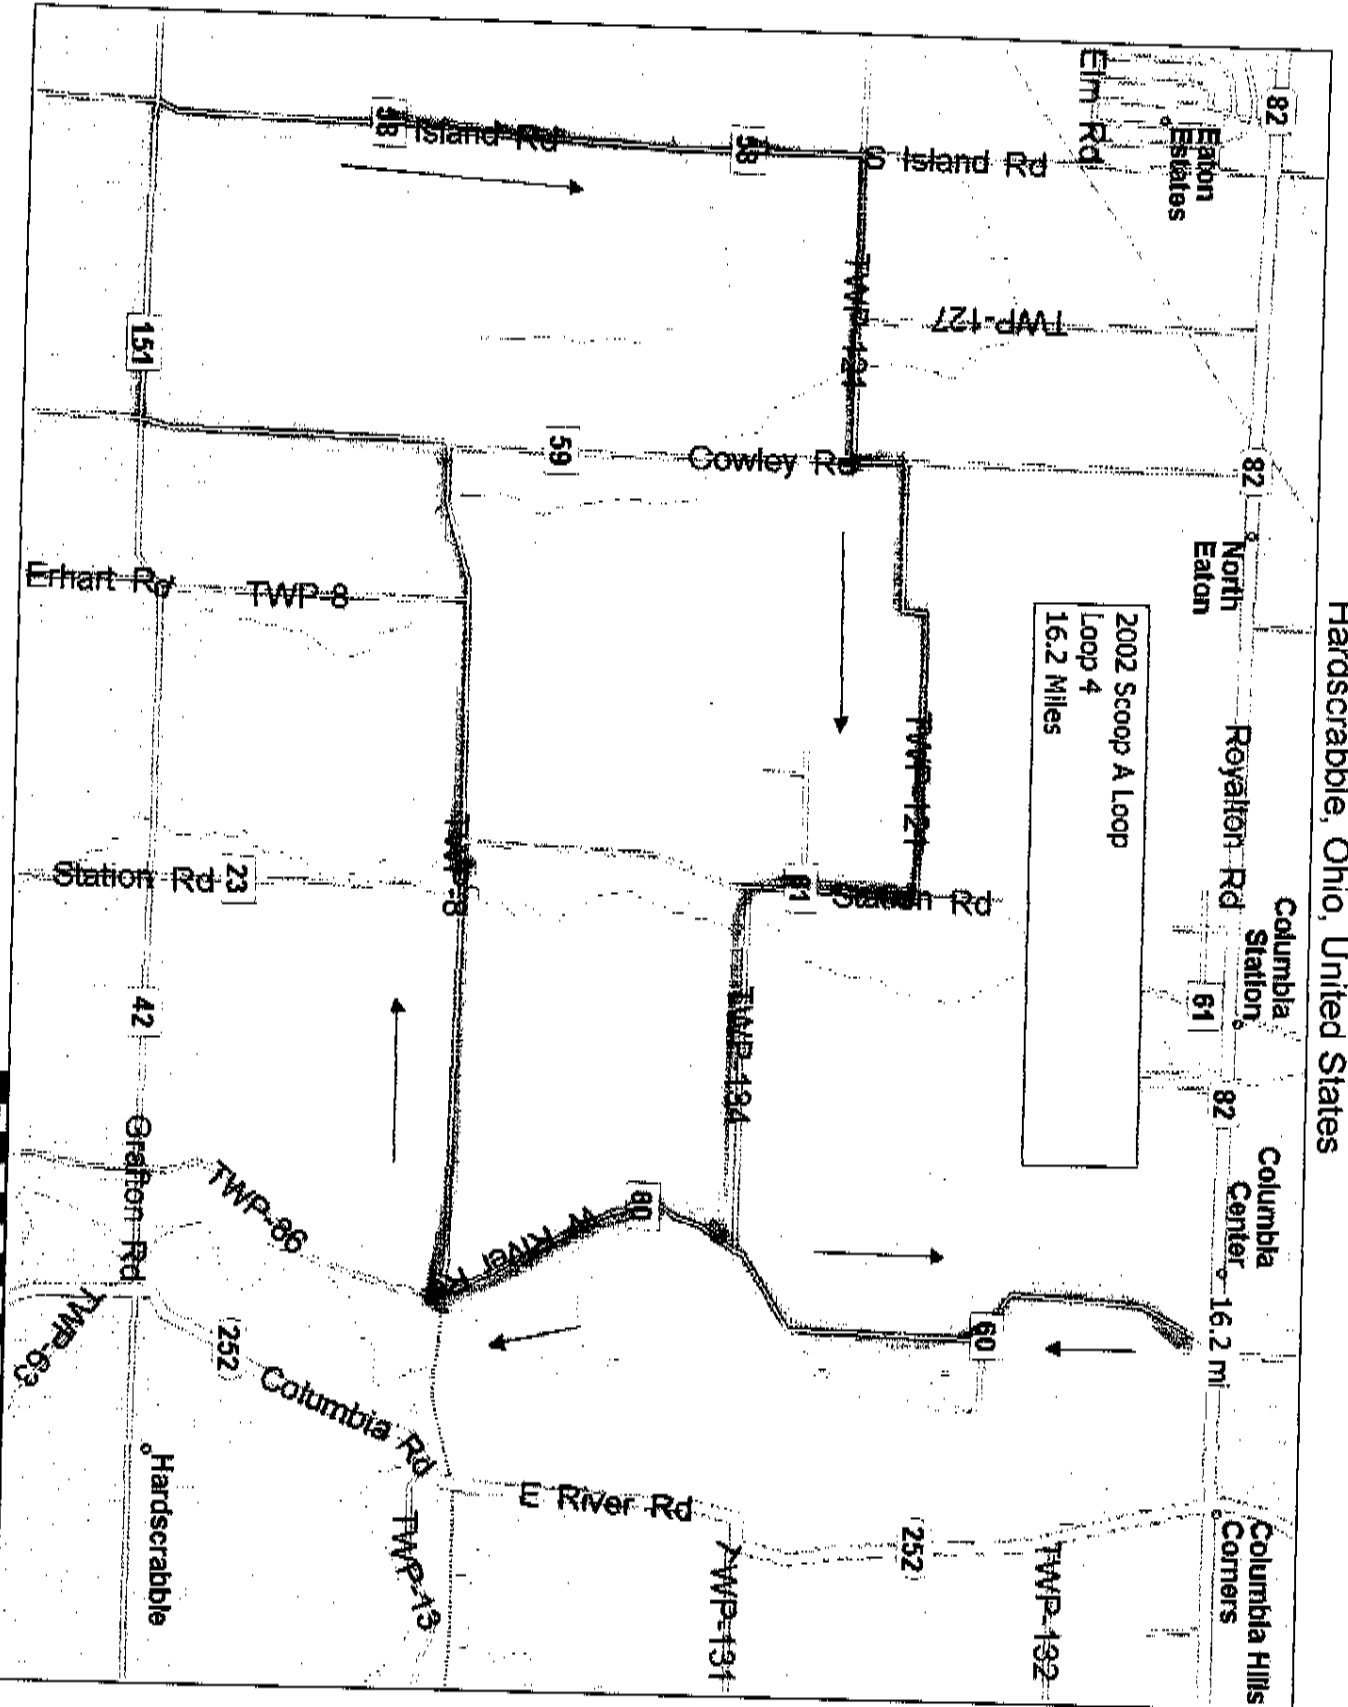 Hardscrabble, Ohio, United States
82
Eaton
Estates
Elm Rd
S Island Rd
58
Island Rd
58
TWP-127
TWP-121
151
82
North
Eaton
Cowley Rd
59
Erhart Rd
TWP-8
2002 Scoop A Loop
Loop 4
16.2 Miles
Royalton Rd
TWP-121
Columbia
Station
61
Station Rd
61
TWP-8
23
Station Rd
82
TWP-134
42
Columbia
Center
16.2 mi
80
W River
Grafton Rd
TWP-86
60
252
Columbia Rd
TWP-63
E River Rd
252
Columbia Hills
Corners
TWP-132
TWP-131
TWP-13
Hardscrabble